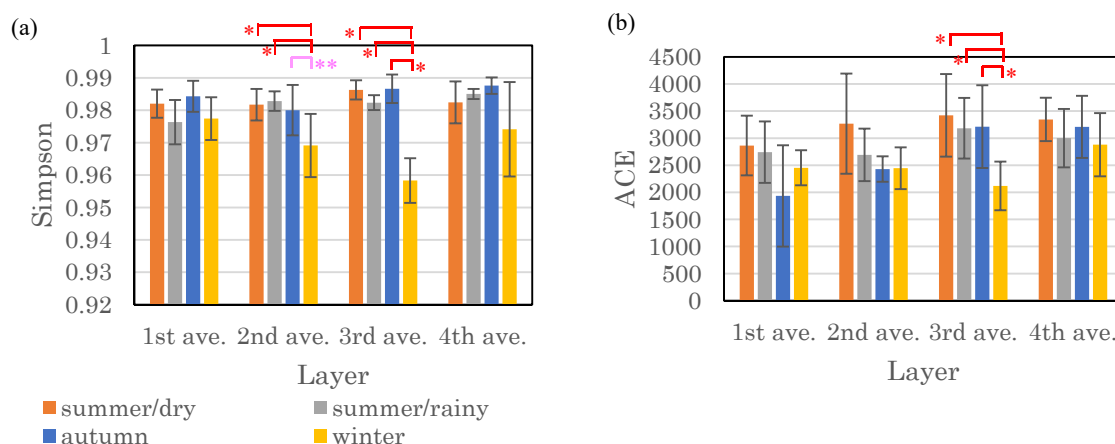 (a)
* * **
* * *
1
0.99
0.98
0.97
0.96
0.95
0.94
0.93
0.92
Simpson
1st ave. 2nd ave. 3rd ave. 4th ave.
Layer
summer/dry summer/rainy
autumn winter
(b)
* * *
4500
4000
3500
3000
2500
2000
1500
1000
500
0
ACE
1st ave. 2nd ave. 3rd ave. 4th ave.
Layer